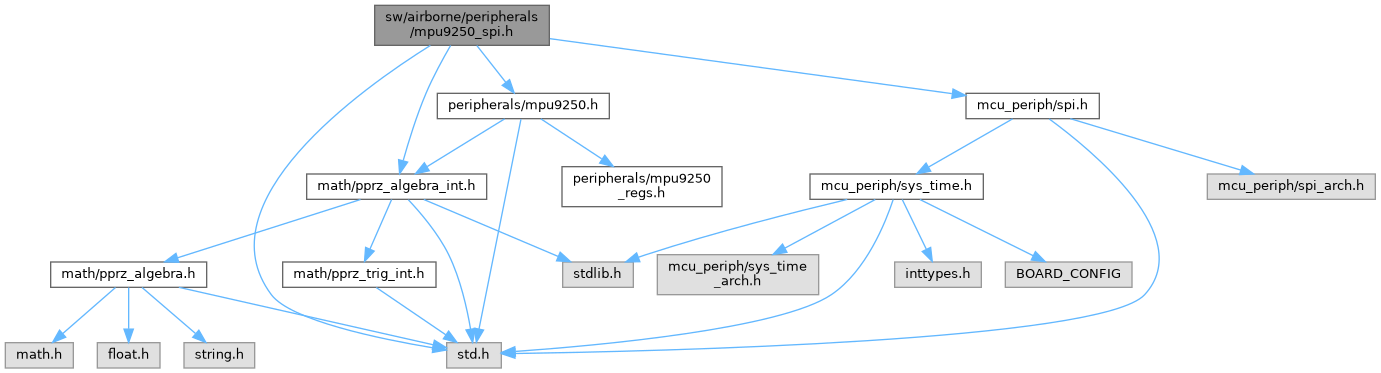 sw/airborne/peripherals
/mpu9250_spi.h
peripherals/mpu9250.h
mcu_periph/spi.h
math/pprz_algebra_int.h
peripherals/mpu9250
_regs.h
mcu_periph/sys_time.h
mcu_periph/spi_arch.h
math/pprz_algebra.h
math/pprz_trig_int.h
stdlib.h
mcu_periph/sys_time
_arch.h
inttypes.h
BOARD_CONFIG
math.h
float.h
string.h
std.h